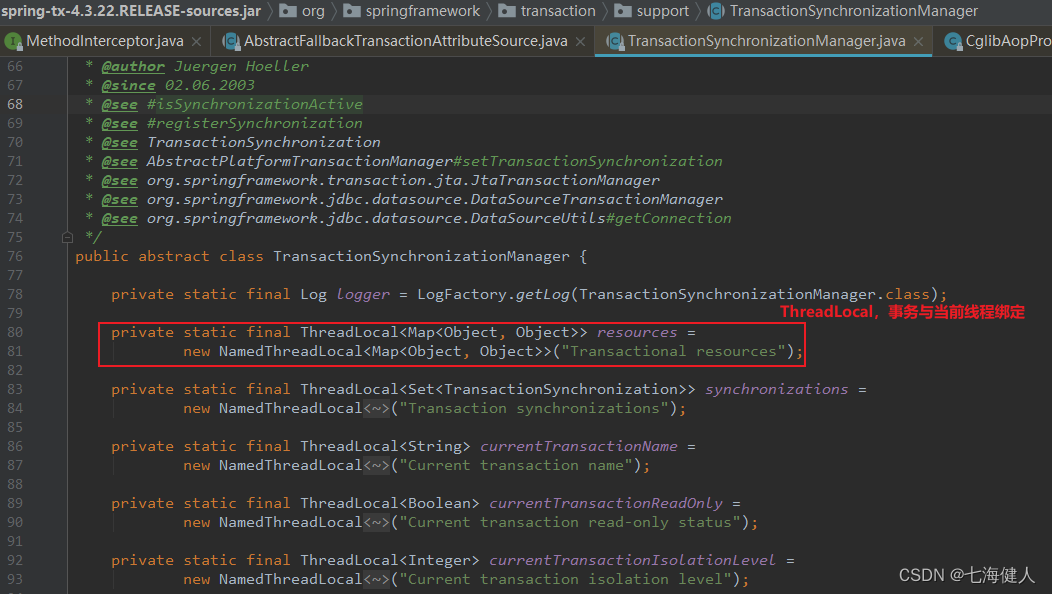 spring-tx-4.3.22.RELEASE-sources.jar org springframework transaction support TransactionSynchronizationManager
MethodInterceptor.java AbstractFallbackTransactionAttributeSource.java TransactionSynchronizationManager.java CglibAopPro
66 * @author Juergen Hoeller
67 * @since 02.06.2003
68 * @see #isSynchronizationActive
69 * @see #registerSynchronization
70 * @see TransactionSynchronization
71 * @see AbstractPlatformTransactionManager#setTransactionSynchronization
72 * @see org.springframework.transaction.jta.JtaTransactionManager
73 * @see org.springframework.jdbc.datasource.DataSourceTransactionManager
74 * @see org.springframework.jdbc.datasource.DataSourceUtils#getConnection
75 */
76 public abstract class TransactionSynchronizationManager {
77
78 private static final Log logger = LogFactory.getLog(TransactionSynchronizationManager.class);
79 ThreadLocal，事务与当前线程绑定
80 private static final ThreadLocal<Map<Object, Object>> resources =
81 new NamedThreadLocal<Map<Object, Object>>("Transactional resources");
82
83 private static final ThreadLocal<Set<TransactionSynchronization>> synchronizations =
84 new NamedThreadLocal<~>("Transaction synchronizations");
85
86 private static final ThreadLocal<String> currentTransactionName =
87 new NamedThreadLocal<~>("Current transaction name");
88
89 private static final ThreadLocal<Boolean> currentTransactionReadOnly =
90 new NamedThreadLocal<~>("Current transaction read-only status");
91
92 private static final ThreadLocal<Integer> currentTransactionIsolationLevel =
93 new NamedThreadLocal<~>("Current transaction isolation level");
CSDN @七海健人